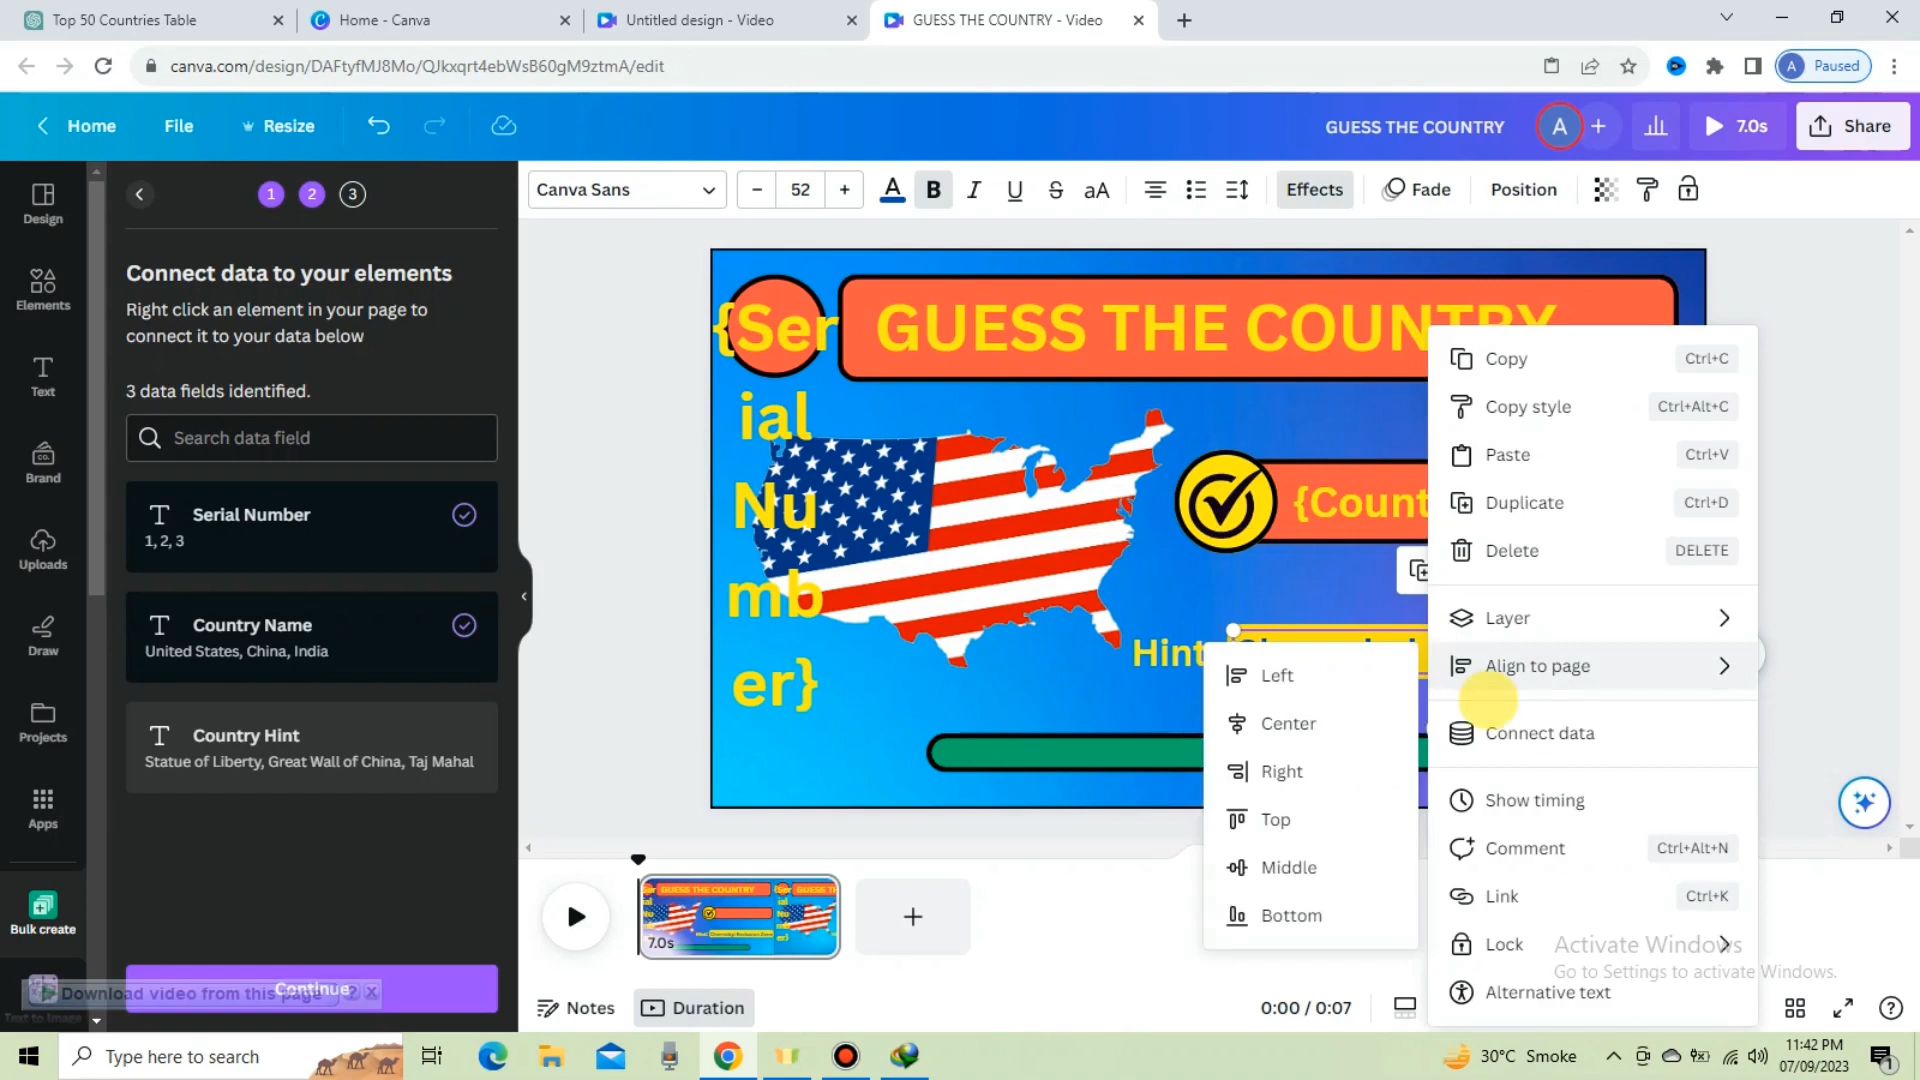 Top 50 Countries Table
Home - Canva
Untitled design - Video
GUESS THE COUNTRY - Video
canva.com/design/DAFtyfMJ8Mo/QJkxqrt4ebWsB60gM9ztmA/edit
A Paused
Home
File
Resize
GUESS THE COUNTRY
A
7.0s
Share
Canva Sans
52
A B I U S aA
Effects
Fade
Position
Design
Elements
Text
Brand
Uploads
Draw
Projects
Apps
Bulk create
Text to Image
1 2 3
Connect data to your elements
Right click an element in your page to
connect it to your data below
3 data fields identified.
Search data field
Serial Number
1, 2, 3
Country Name
United States, China, India
Country Hint
Statue of Liberty, Great Wall of China, Taj Mahal
Continue
Download video from this page ? X
{Ser
ial
Nu
mb
er}
GUESS THE COUNTRY
{Count
Hint
Copy Ctrl+C
Copy style Ctrl+Alt+C
Paste Ctrl+V
Duplicate Ctrl+D
Delete DELETE
Layer
Align to page
Connect data
Show timing
Comment Ctrl+Alt+N
Link Ctrl+K
Lock
Alternative text
Left
Center
Right
Top
Middle
Bottom
7.0s
Activate Windows
Go to Settings to activate Windows.
Notes
Duration
0:00 / 0:07
Type here to search
30°C Smoke
11:42 PM
07/09/2023
1